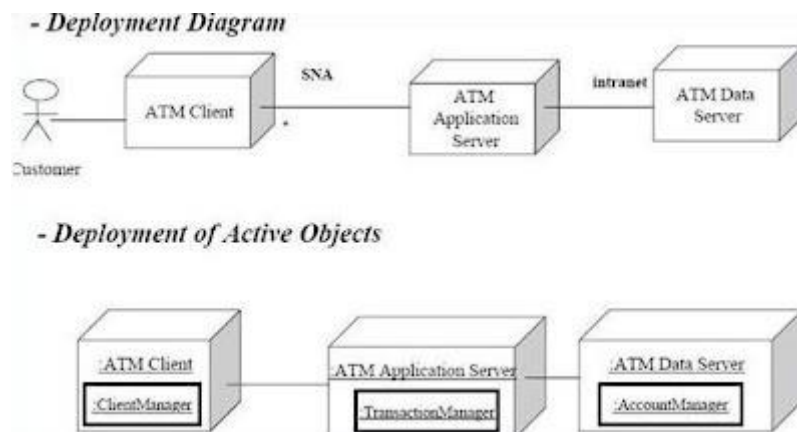 - Deployment Diagram
SNA
intranet
ATM Client
ATM
Application
Server
ATM Data
Server
*
Customer
- Deployment of Active Objects
:ATM Client
:ATM Application Server
:ATM Data Server
:ClientManager
:TransactionManager
:AccountManager